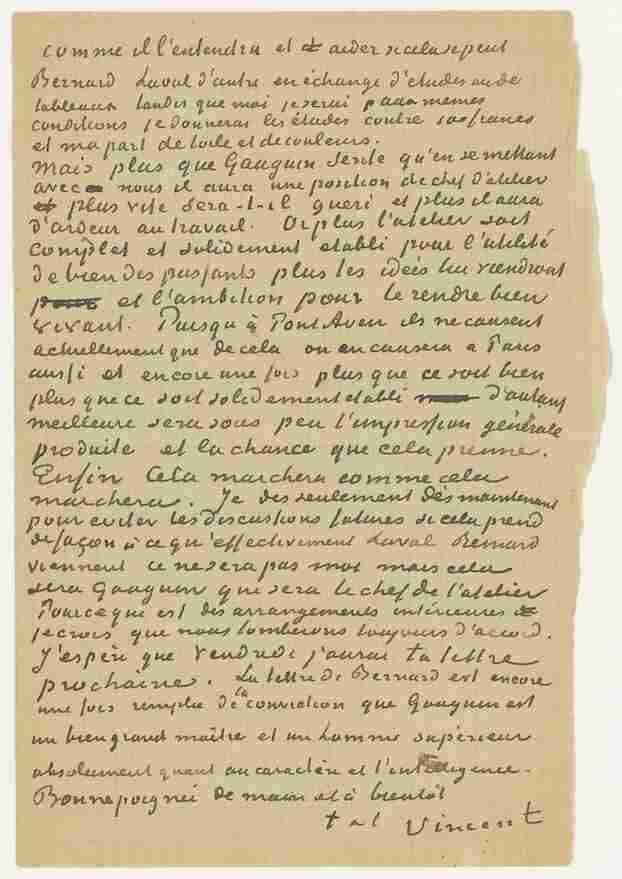 comme il l'entendra et aider si cela se peut
Bernard Laval d'autre en échange d'études ou de
tableaux tandis que moi je serai aux memes
conditions je donnerai les études contre 100 francs
et ma part de toile et de couleurs.
Mais plus que Gauguin sente qu'en se mettant
avec nous il aura une position de chef d'atelier
plus vite sera-t-il gueri et plus il aura
d'ardeur au travail. Or plus l'atelier soit
complet et solidement etabli pour l'utilité
de bien des passants plus les idées lui viendront
et l'ambition pour le rendre bien
vivant. Puisqu à Pont Aven ils ne causent
actuellement que de cela on en causera a Paris
aussi et encore une fois plus que ce soit bien
plus que ce soit solidement etabli d'autant
meilleure sera sous peu l'impression générale
produite et la chance que cela prenne.
Enfin Cela marchera comme cela
marchera. Je dis seulement dès maintenant
pour eviter les discussions futures si cela prend
de façon à ce qu'effectivement Laval Bernard
viennent ce ne sera pas moi mais cela
sera Gauguin que sera le chef de l'atelier
Pour ce qui est des arrangements intérieures
je crois que nous tomberons toujours d'accord.
J'espère que vendredi j'aurai ta lettre
prochaine. La lettre de Bernard est encore
une fois remplie de la conviction que Gauguin est
un bien grand maître et un homme supérieur
absolument quant au caractère et l'intelligence.
Bonne poignée de main et à bientôt
t à t Vincent